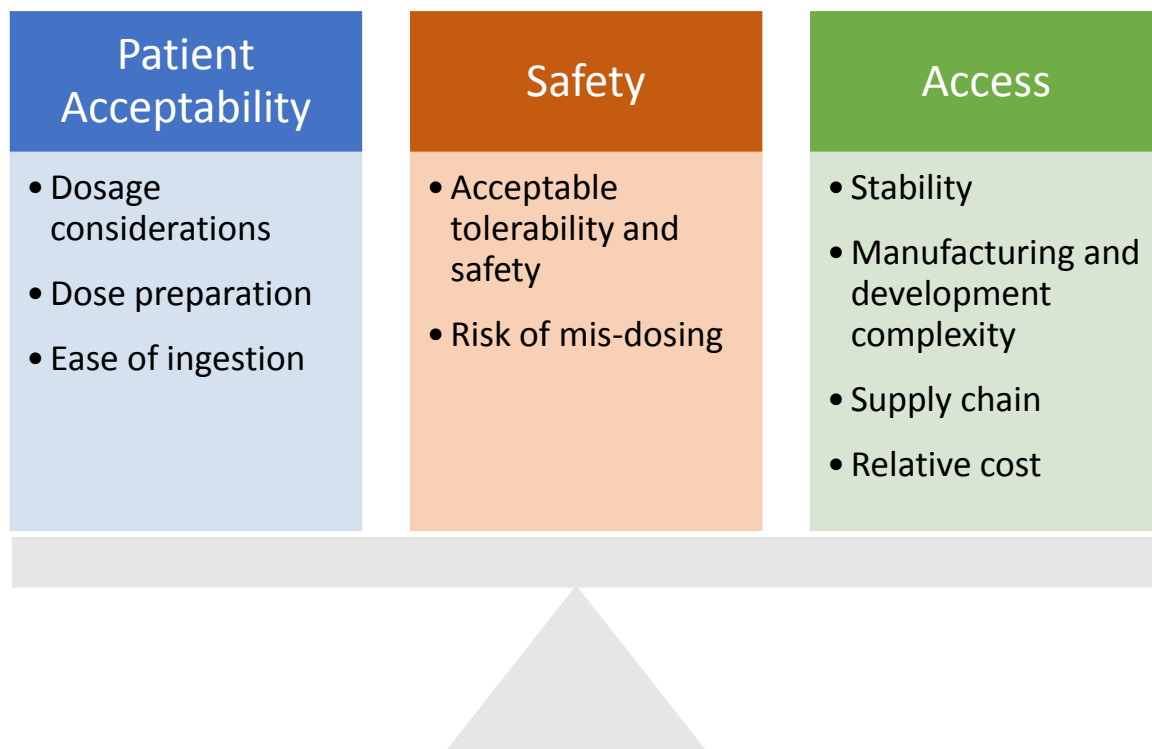 Patient
Acceptability
• Dosage
considerations
• Dose preparation
• Ease of ingestion
Safety
• Acceptable
tolerability and
safety
• Risk of mis-dosing
Access
• Stability
• Manufacturing and
development
complexity
• Supply chain
• Relative cost